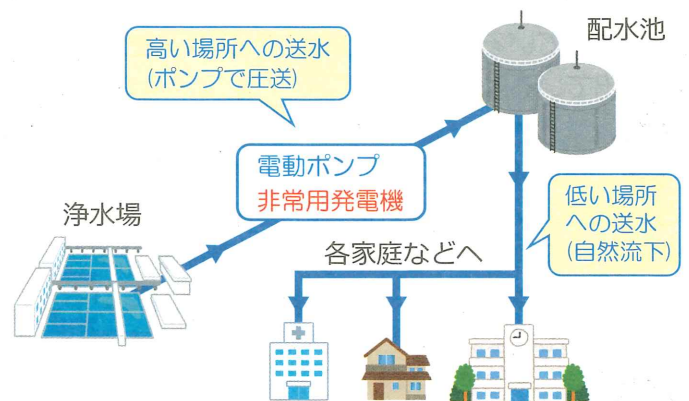 高い場所への送水
(ポンプで圧送)
配水池
電動ポンプ
非常用発電機
浄水場
低い場所
への送水
(自然流下)
各家庭などへ